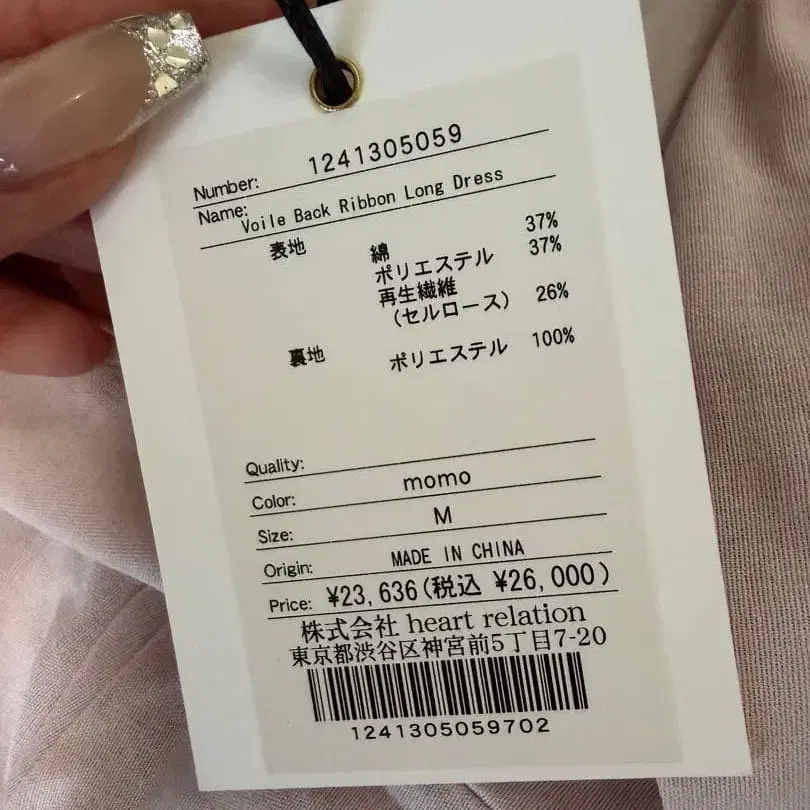 Number: 1241305059
Name: Voile Back Ribbon Long Dress
表地 綿 37%
ポリエステル 37%
再生繊維
(セルロース) 26%
裏地 ポリエステル 100%
Quality:
Color: momo
Size: M
Origin: MADE IN CHINA
Price: ¥23,636(税込 ¥26,000)
株式会社 heart relation
東京都渋谷区神宮前5丁目7-20
1241305059702